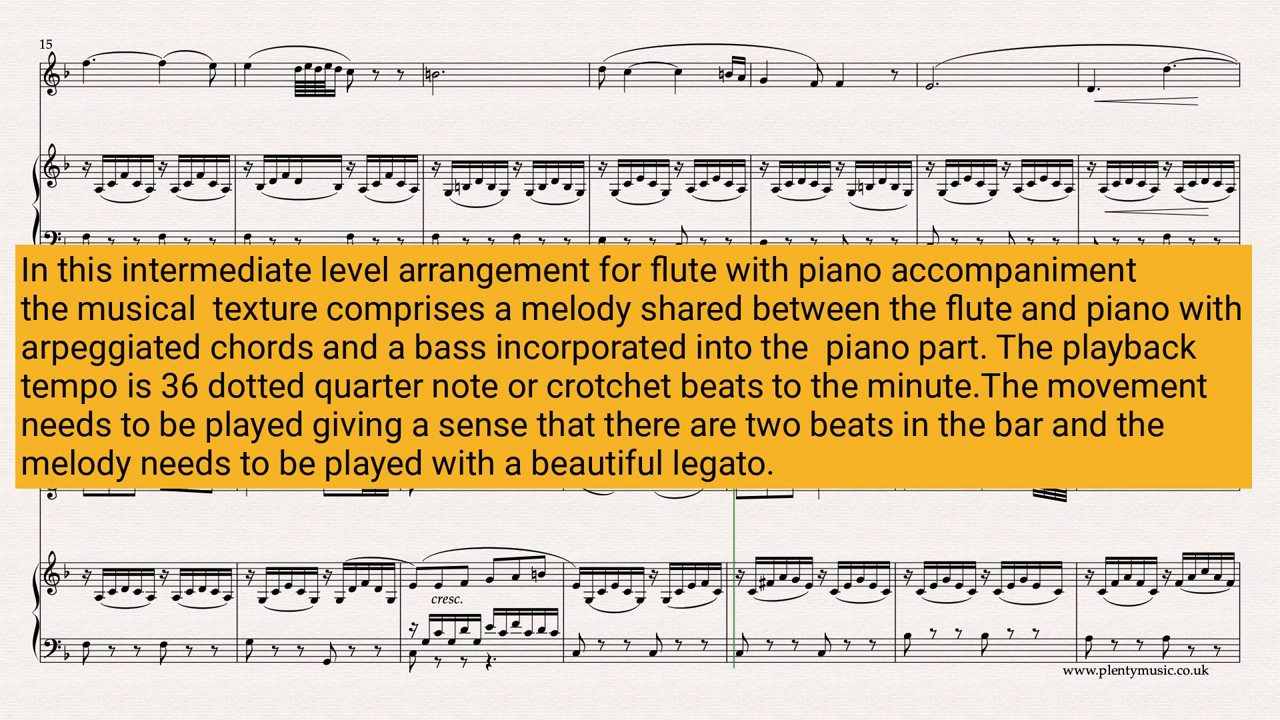 15
In this intermediate level arrangement for flute with piano accompaniment
the musical  texture comprises a melody shared between the flute and piano with
arpeggiated chords and a bass incorporated into the  piano part. The playback
tempo is 36 dotted quarter note or crotchet beats to the minute.The movement
needs to be played giving a sense that there are two beats in the bar and the
melody needs to be played with a beautiful legato.
cresc.
www.plentymusic.co.uk